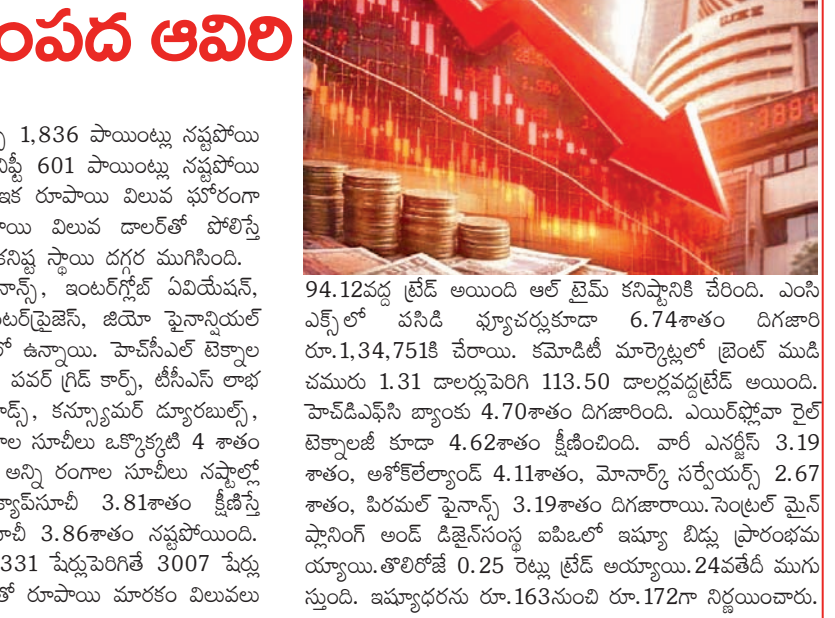 ంపద ఆవిరి
1,836 పాయింట్లు నష్టపోయి
601 పాయింట్లు నష్టపోయి
ఇక రూపాయి విలువ ఘోరంగా
విలువ డాలర్‌తో పోలిస్తే
కనిష్ట స్థాయి దగ్గర ముగిసింది.
ఇంటర్‌గ్లోబ్ ఏవియేషన్,
జియో ఫైనాన్షియల్
ఉన్నాయి. హెచ్‌సీఎల్ టెక్నాల
పవర్ గ్రిడ్ కార్ప్, టీసీఎస్ లాభ
కన్స్యూమర్ డ్యూరబుల్స్,
సూచీలు ఒక్కొక్కటి 4 శాతం
అన్ని రంగాల సూచీలు నష్టాల్లో
3.81శాతం క్షీణిస్తే
3.86శాతం నష్టపోయింది.
331 షేర్లుపెరిగితే 3007 షేర్లు
రూపాయి మారకం విలువలు
94.12వద్ద ట్రేడ్ అయింది ఆల్ టైమ్ కనిష్టానికి చేరింది. ఎంసి
ఎక్స్‌లో పసిడి ఫ్యూచర్లుకూడా 6.74శాతం దిగజారి
రూ.1,34,751కి చేరాయి. కమోడిటీ మార్కెట్లలో బ్రెంట్ ముడి
చమురు 1.31 డాలర్లుపెరిగి 113.50 డాలర్లవద్దట్రేడ్ అయింది.
హెచ్‌డిఎఫ్‌సి బ్యాంకు 4.70శాతం దిగజారింది. ఎయిర్‌ఫ్లోవా రైల్
టెక్నాలజీ కూడా 4.62శాతం క్షీణించింది. వారీ ఎనర్జీస్ 3.19
శాతం, అశోక్‌లేల్యాండ్ 4.11శాతం, మోనార్క్ సర్వేయర్స్ 2.67
శాతం, పిరమల్ ఫైనాన్స్ 3.19శాతం దిగజారాయి.సెంట్రల్ మైన్
ప్లానింగ్ అండ్ డిజైన్‌సంస్థ ఐపిఒలో ఇష్యూ బిడ్లు ప్రారంభమ
య్యాయి.తొలిరోజే 0.25 రెట్లు ట్రేడ్ అయ్యాయి.24వతేదీ ముగు
స్తుంది. ఇష్యూధరను రూ.163నుంచి రూ.172గా నిర్ణయించారు.